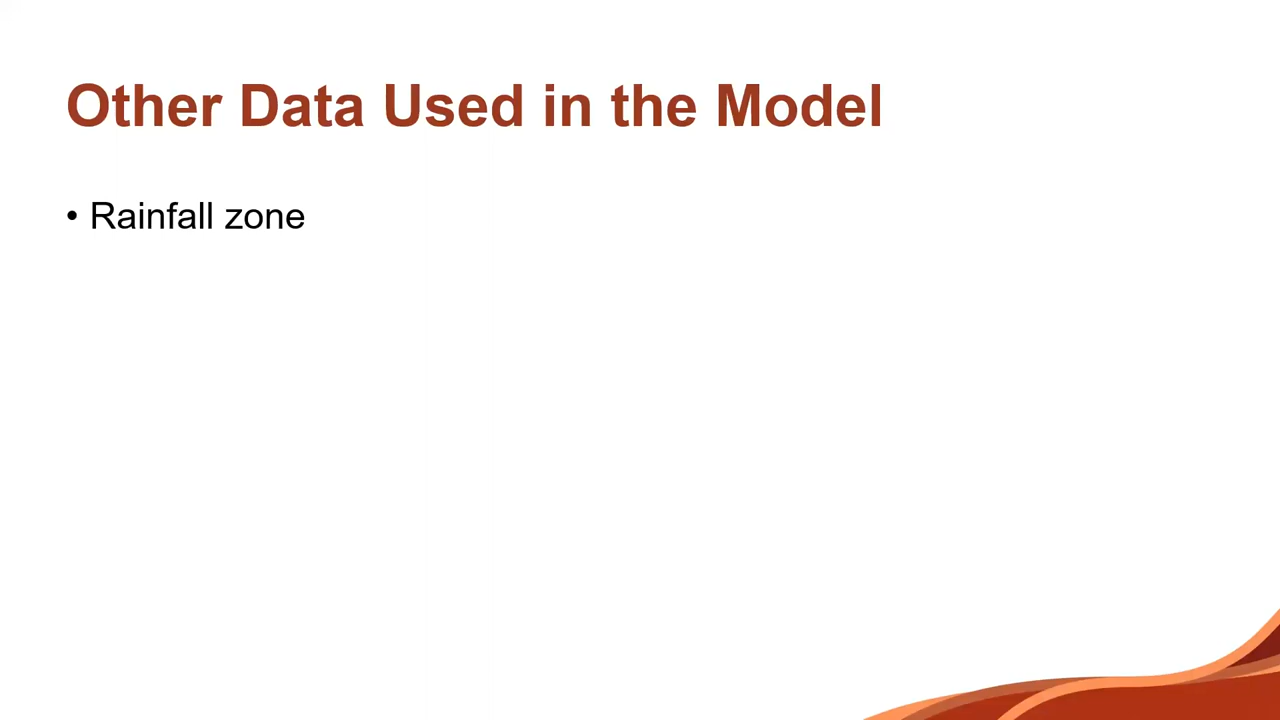 Other Data Used in the Model
• Rainfall zone